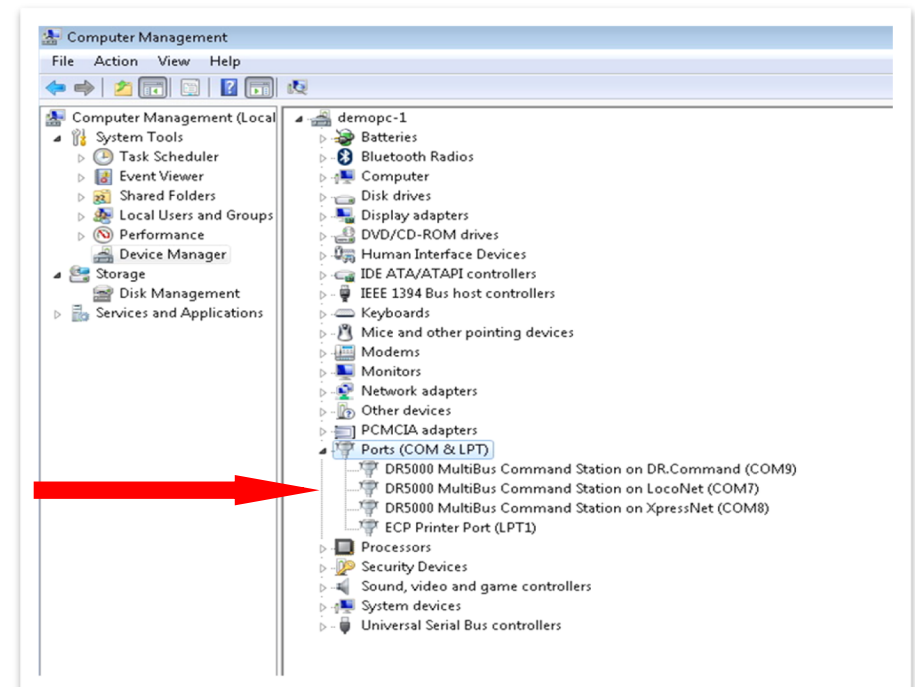 Computer Management
File Action View Help
Computer Management (Local
System Tools
Task Scheduler
Event Viewer
Shared Folders
Local Users and Groups
Performance
Device Manager
Storage
Disk Management
Services and Applications
demopc-1
Batteries
Bluetooth Radios
Computer
Disk drives
Display adapters
DVD/CD-ROM drives
Human Interface Devices
IDE ATA/ATAPI controllers
IEEE 1394 Bus host controllers
Keyboards
Mice and other pointing devices
Modems
Monitors
Network adapters
Other devices
PCMCIA adapters
Ports (COM & LPT)
DR5000 MultiBus Command Station on DR.Command (COM9)
DR5000 MultiBus Command Station on LocoNet (COM7)
DR5000 MultiBus Command Station on XpressNet (COM8)
ECP Printer Port (LPT1)
Processors
Security Devices
Sound, video and game controllers
System devices
Universal Serial Bus controllers